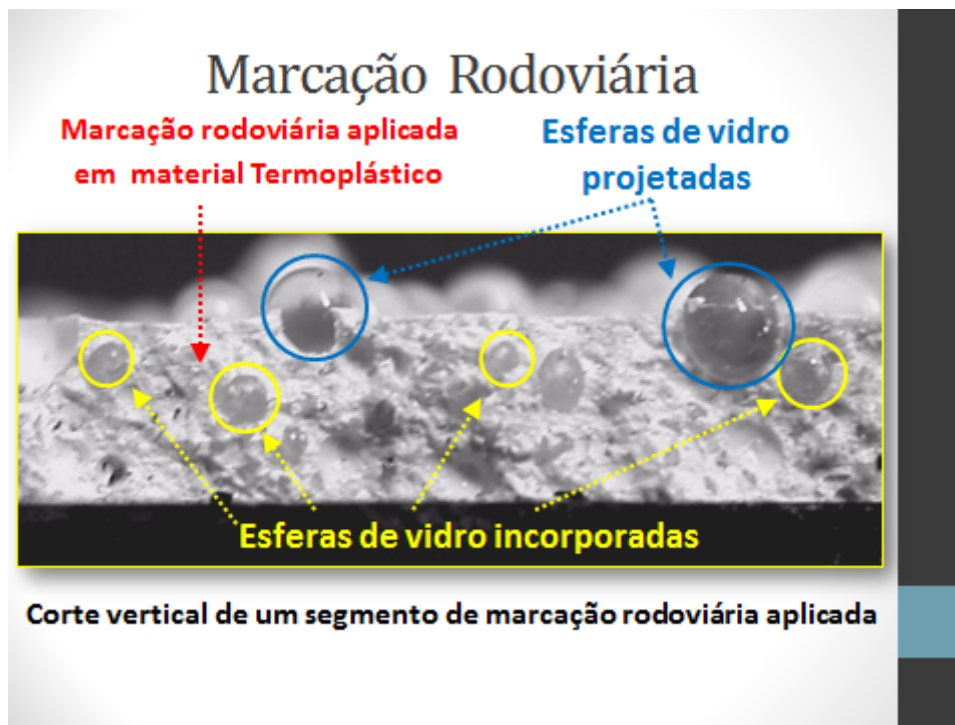 Marcação Rodoviária
Marcação rodoviária aplicada
em material Termoplástico
Esferas de vidro
projetadas
Esferas de vidro incorporadas
Corte vertical de um segmento de marcação rodoviária aplicada